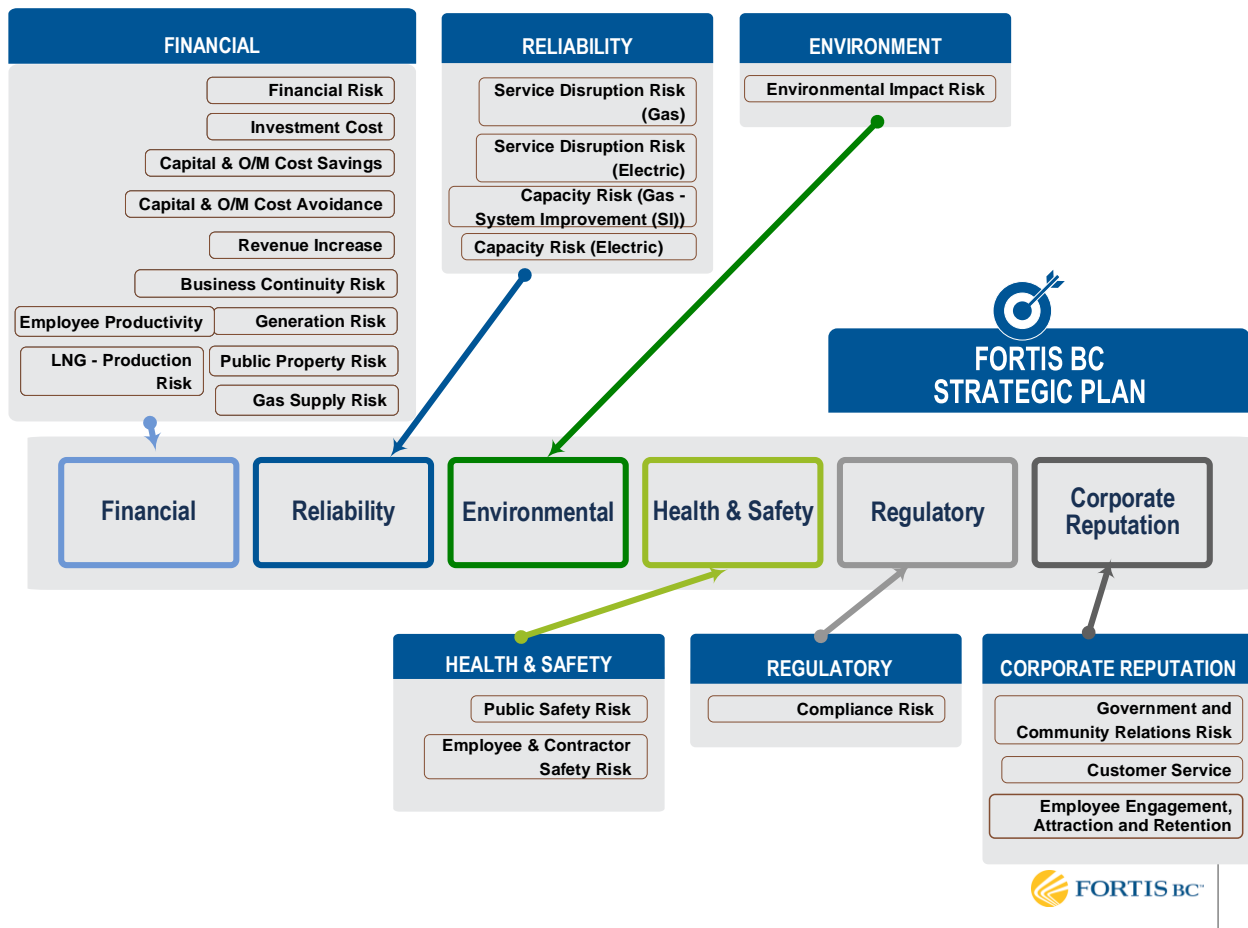 FINANCIAL
Financial Risk
Investment Cost
Capital & O/M Cost Savings
Capital & O/M Cost Avoidance
Revenue Increase
Business Continuity Risk
Employee Productivity
Generation Risk
LNG - Production
Risk
Public Property Risk
Gas Supply Risk
RELIABILITY
Service Disruption Risk
(Gas)
Service Disruption Risk
(Electric)
Capacity Risk (Gas -
System Improvement (SI))
Capacity Risk (Electric)
ENVIRONMENT
Environmental Impact Risk
FORTIS BC
STRATEGIC PLAN
Financial
Reliability
Environmental
Health & Safety
Regulatory
Corporate
Reputation
HEALTH & SAFETY
Public Safety Risk
Employee & Contractor
Safety Risk
REGULATORY
Compliance Risk
CORPORATE REPUTATION
Government and
Community Relations Risk
Customer Service
Employee Engagement,
Attraction and Retention
FORTIS BC™